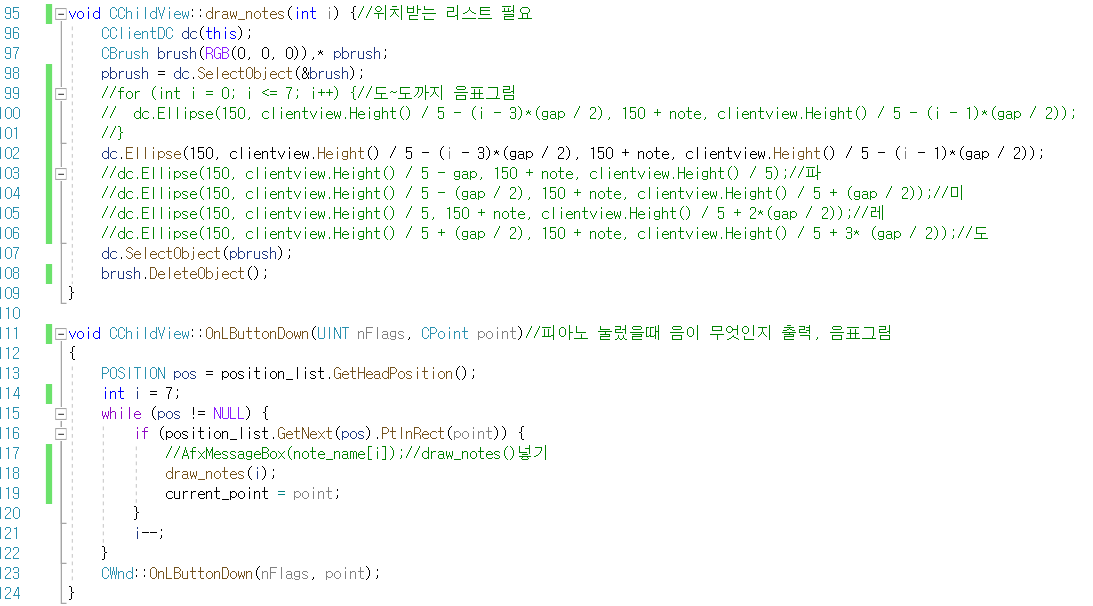 95 void CChildView::draw_notes(int i) {//위치받는 리스트 필요
96 CClientDC dc(this);
97 CBrush brush(RGB(0, 0, 0)),* pbrush;
98 pbrush = dc.SelectObject(&brush);
99 //for (int i = 0; i <= 7; i++) {//도~도까지 음표그림
100 // dc.Ellipse(150, clientview.Height() / 5 - (i - 3)*(gap / 2), 150 + note, clientview.Height() / 5 - (i - 1)*(gap / 2));
101 //}
102 dc.Ellipse(150, clientview.Height() / 5 - (i - 3)*(gap / 2), 150 + note, clientview.Height() / 5 - (i - 1)*(gap / 2));
103 //dc.Ellipse(150, clientview.Height() / 5 - gap, 150 + note, clientview.Height() / 5);//파
104 //dc.Ellipse(150, clientview.Height() / 5 - (gap / 2), 150 + note, clientview.Height() / 5 + (gap / 2));//미
105 //dc.Ellipse(150, clientview.Height() / 5, 150 + note, clientview.Height() / 5 + 2*(gap / 2));//레
106 //dc.Ellipse(150, clientview.Height() / 5 + (gap / 2), 150 + note, clientview.Height() / 5 + 3* (gap / 2));//도
107 dc.SelectObject(pbrush);
108 brush.DeleteObject();
109 }
110
111 void CChildView::OnLButtonDown(UINT nFlags, CPoint point)//피아노 눌렀을때 음이 무엇인지 출력, 음표그림
112 {
113 POSITION pos = position_list.GetHeadPosition();
114 int i = 7;
115 while (pos != NULL) {
116 if (position_list.GetNext(pos).PtInRect(point)) {
117 //AfxMessageBox(note_name[i]);//draw_notes()넣기
118 draw_notes(i);
119 current_point = point;
120 }
121 i--;
122 }
123 CWnd::OnLButtonDown(nFlags, point);
124 }